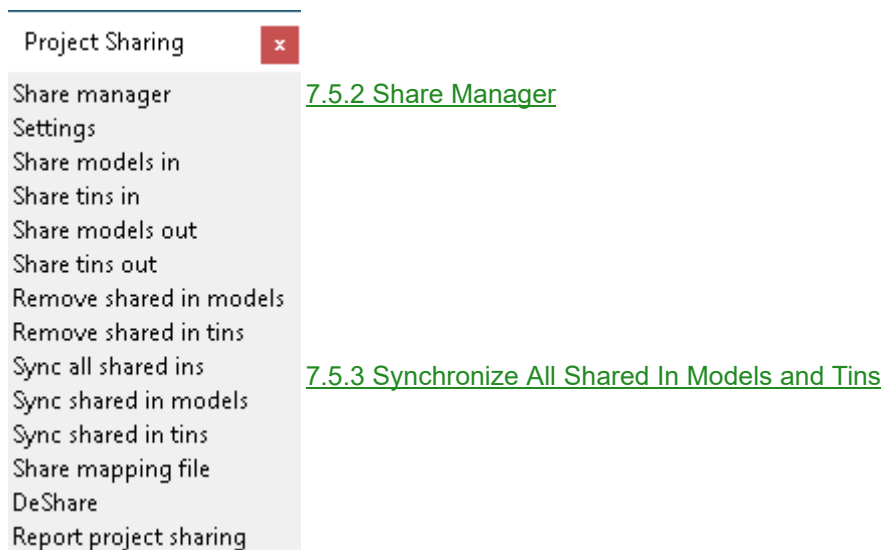 Project Sharing
x
Share manager
7.5.2 Share Manager
Settings
Share models in
Share tins in
Share models out
Share tins out
Remove shared in models
Remove shared in tins
Sync all shared ins
7.5.3 Synchronize All Shared In Models and Tins
Sync shared in models
Sync shared in tins
Share mapping file
DeShare
Report project sharing